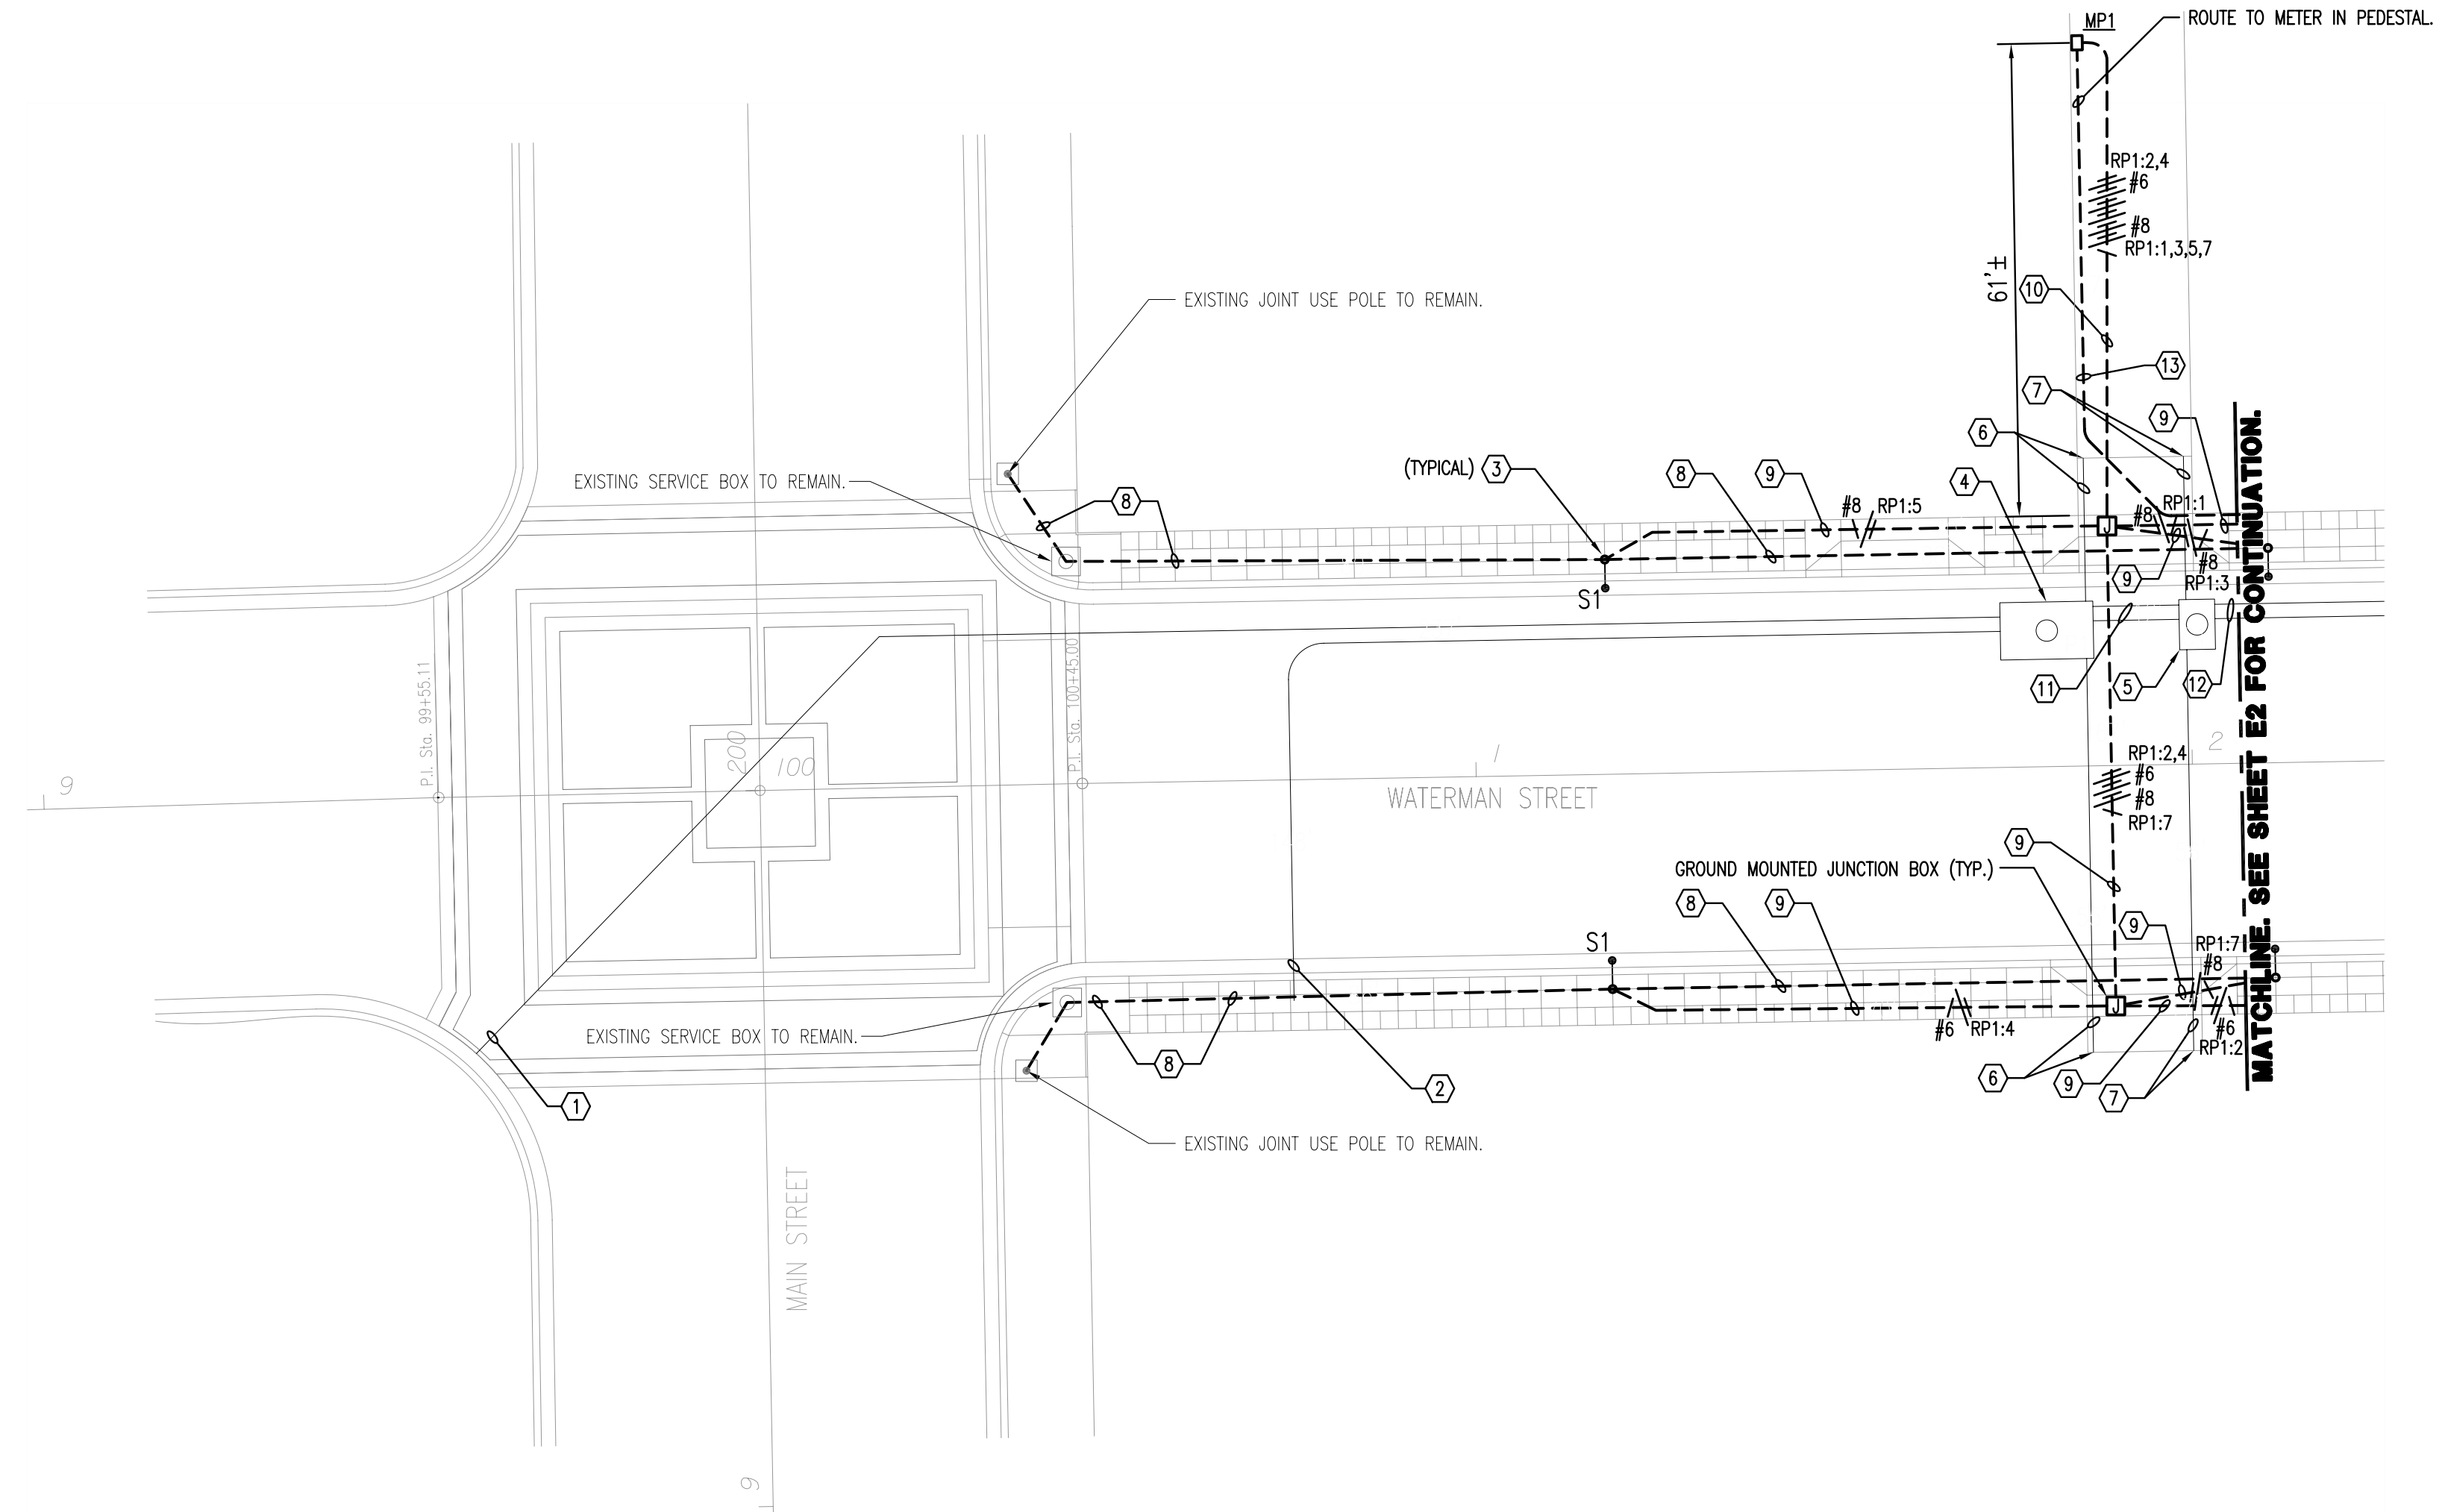 MP1
ROUTE TO METER IN PEDESTAL.
RP1:2,4
#6
#8
RP1:1,3,5,7
61'±
10
13
7
9
6
EXISTING JOINT USE POLE TO REMAIN.
EXISTING SERVICE BOX TO REMAIN.
8
(TYPICAL) 3
8
9
4
#8 RP1:5
#8
RP1:1
9
#8
RP1:3
S1
11
5
12
P.I. Sta. 99+55.11
P.I. Sta. 100+45.00
200
100
9
1
2
WATERMAN STREET
RP1:2,4
#6
#8
RP1:7
9
GROUND MOUNTED JUNCTION BOX (TYP.)
8
9
9
S1
RP1:7
#8
J
J
EXISTING SERVICE BOX TO REMAIN.
#6 RP1:4
#6
RP1:2
8
2
6
9
7
1
EXISTING JOINT USE POLE TO REMAIN.
MAIN STREET
9
MATCHLINE. SEE SHEET E2 FOR CONTINUATION.